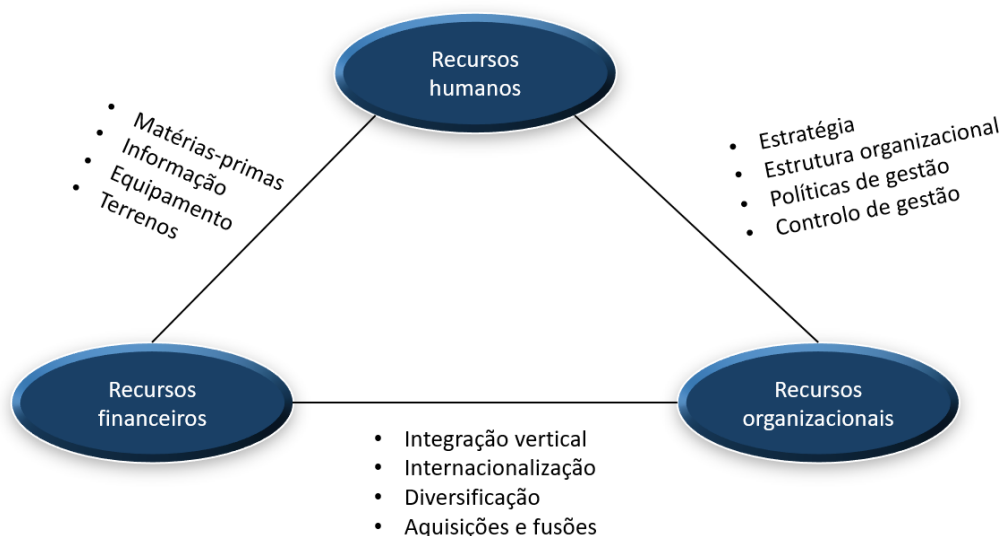 Recursos
humanos
• Matérias-primas
• Informação
• Equipamento
• Terrenos
• Estratégia
• Estrutura organizacional
• Políticas de gestão
• Controlo de gestão
Recursos
financeiros
Recursos
organizacionais
• Integração vertical
• Internacionalização
• Diversificação
• Aquisições e fusões